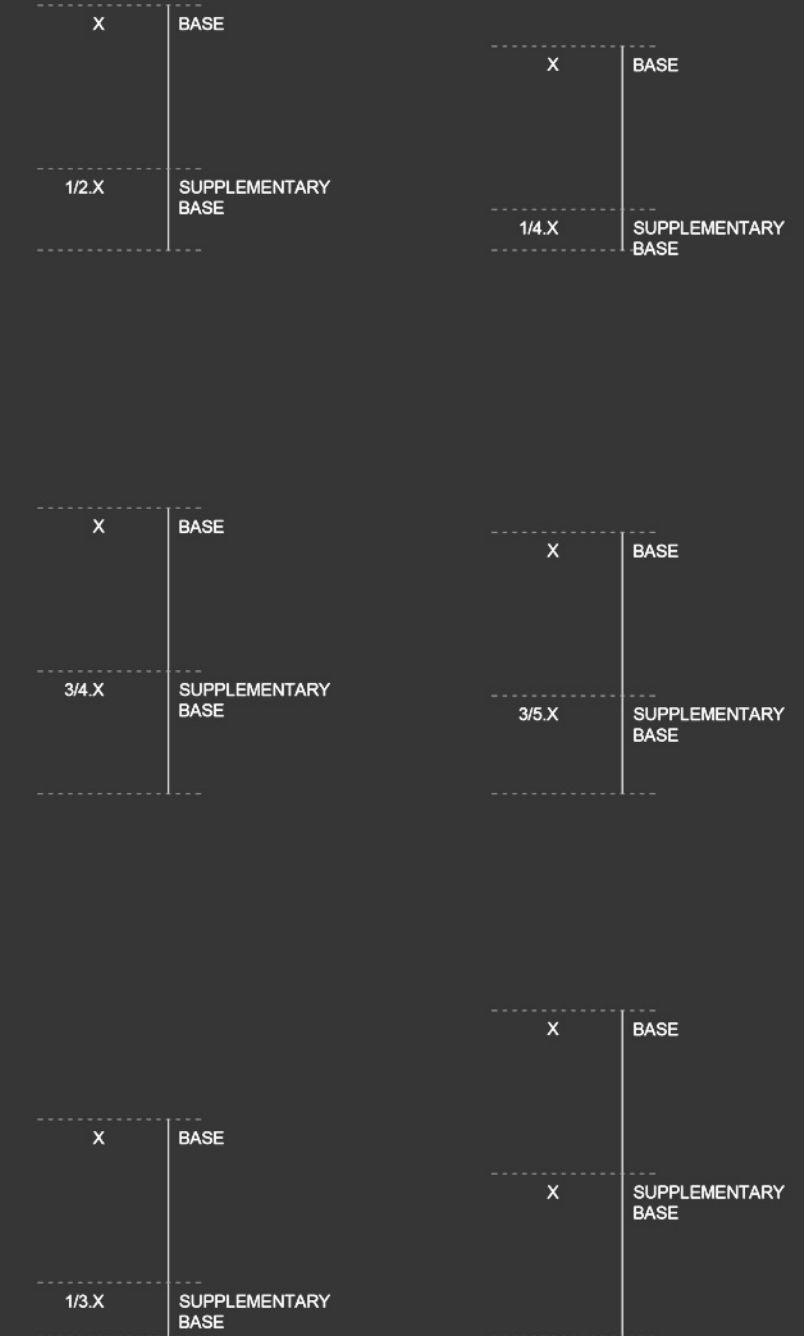 X BASE
1/2.X SUPPLEMENTARY
BASE
X BASE
1/4.X SUPPLEMENTARY
BASE
X BASE
3/4.X SUPPLEMENTARY
BASE
X BASE
3/5.X SUPPLEMENTARY
BASE
X BASE
1/3.X SUPPLEMENTARY
BASE
X BASE
X SUPPLEMENTARY
BASE